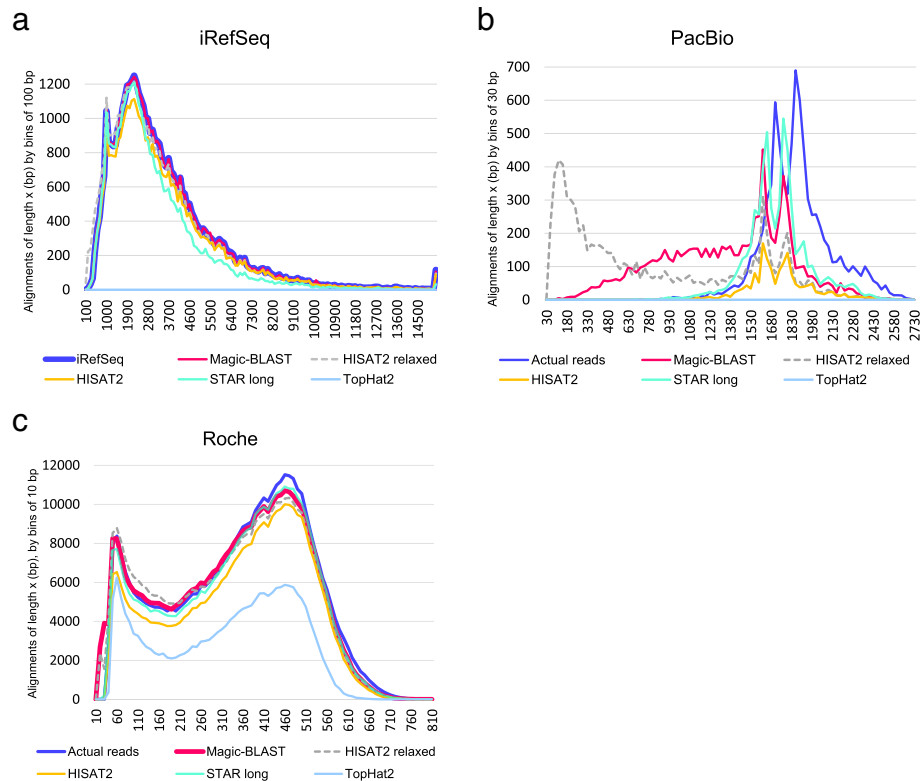 a
iRefSeq
Alignments of length x (bp) by bins of 100 bp
1200
1000
800
600
400
200
0
100 1000 1900 2800 3700 4600 5500 6400 7300 8200 9100 10000 10900 11800 12700 13600 14500
iRefSeq Magic-BLAST HISAT2 relaxed
HISAT2 STAR long TopHat2
b
PacBio
Alignments of length x (bp) by bins of 30 bp
700
600
500
400
300
200
100
0
30 180 330 480 630 780 930 1080 1230 1380 1530 1680 1830 1980 2130 2280 2430 2580 2730
Actual reads Magic-BLAST HISAT2 relaxed
HISAT2 STAR long TopHat2
c
Roche
Alignments of length x (bp), by bins of 10 bp
12000
10000
8000
6000
4000
2000
0
10 60 110 160 210 260 310 360 410 460 510 560 610 660 710 760 810
Actual reads Magic-BLAST HISAT2 relaxed
HISAT2 STAR long TopHat2